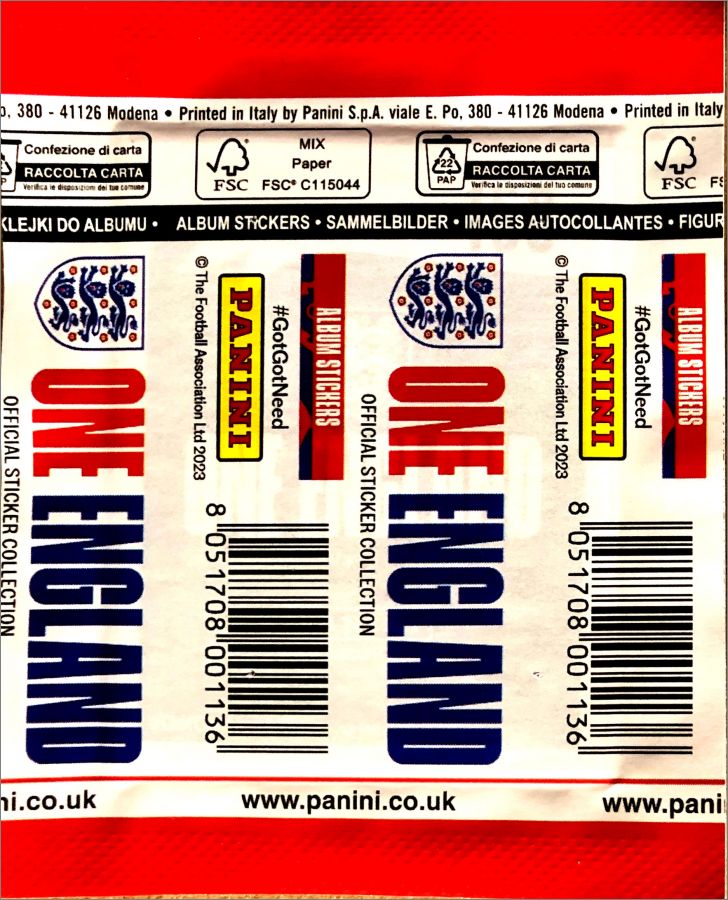 o, 380 - 41126 Modena • Printed in Italy by Panini S.p.A. viale E. Po, 380 - 41126 Modena • Printed in Italy
PAP
Confezione di carta
RACCOLTA CARTA
Verifica le disposizioni del tuo comune
FSC
MIX
Paper
FSC® C115044
22
PAP
Confezione di carta
RACCOLTA CARTA
Verifica le disposizioni del tuo comune
FSC
FS
KLEJKI DO ALBUMU • ALBUM STICKERS • SAMMELBILDER • IMAGES AUTOCOLLANTES • FIGUR
ONE ENGLAND
OFFICIAL STICKER COLLECTION
ALBUM STICKERS
#GotGotNeed
PANINI
© The Football Association Ltd 2023
8 051708 001136
ONE ENGLAND
OFFICIAL STICKER COLLECTION
ALBUM STICKERS
#GotGotNeed
PANINI
© The Football Association Ltd 2023
8 051708 001136
ni.co.uk
www.panini.co.uk
www.pani